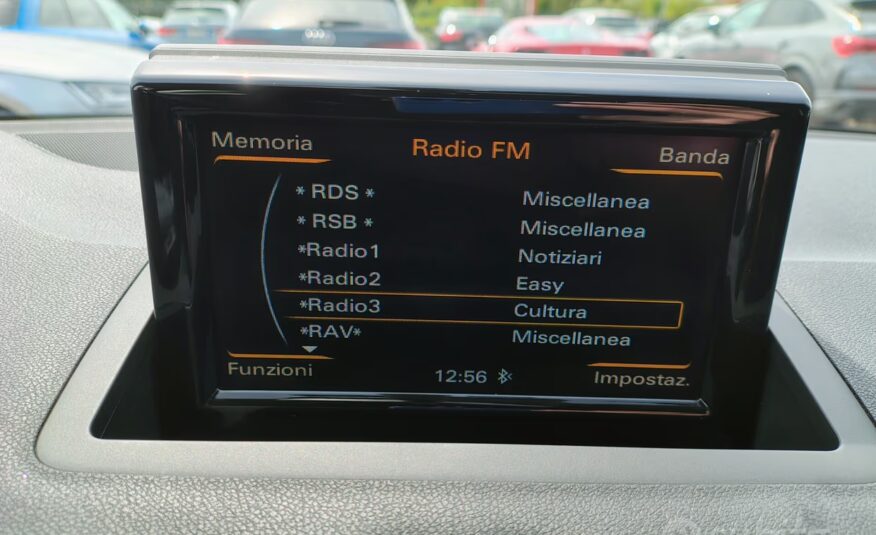 Memoria Radio FM Banda
* RDS * Miscellanea
* RSB * Miscellanea
*Radio1 Notiziari
*Radio2 Easy
*Radio3 Cultura
*RAV* Miscellanea
Funzioni 12:56 Impostaz.